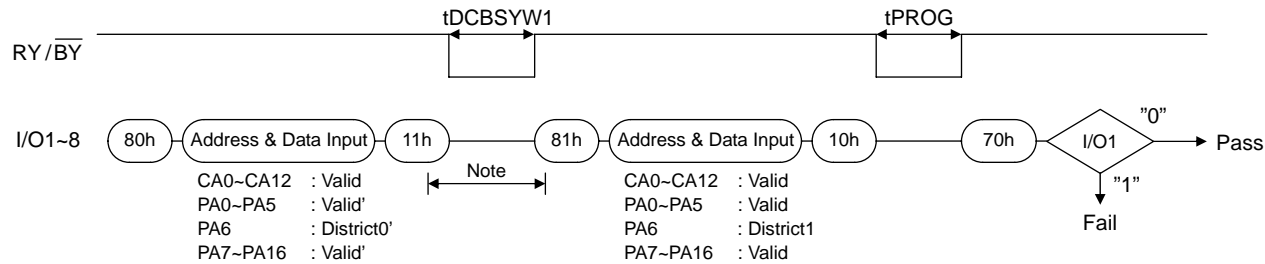 tDCBSYW1 tPROG
RY/BY
I/O1~8 80h Address & Data Input 11h 81h Address & Data Input 10h 70h I/O1 "0" Pass
Note "1"
CA0~CA12 : Valid CA0~CA12 : Valid
PA0~PA5 : Valid' PA0~PA5 : Valid
PA6 : District0' PA6 : District1
Fail
PA7~PA16 : Valid' PA7~PA16 : Valid